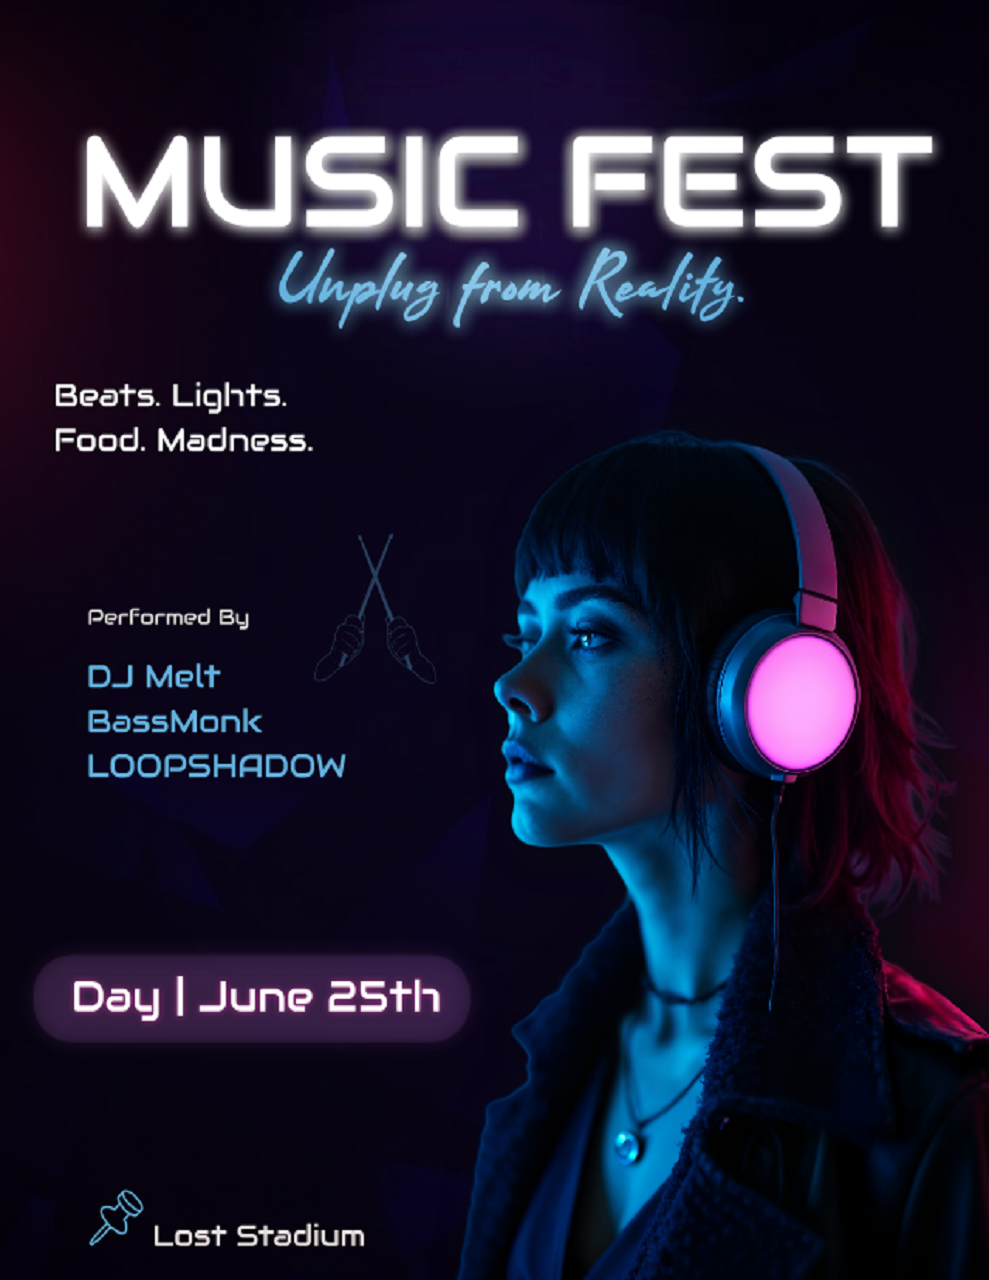 MUSIC FEST
Unplug from Reality.
Beats. Lights.
Food. Madness.
Performed By
DJ Melt
BassMonk
LOOPSHADOW
Day | June 25th
Lost Stadium